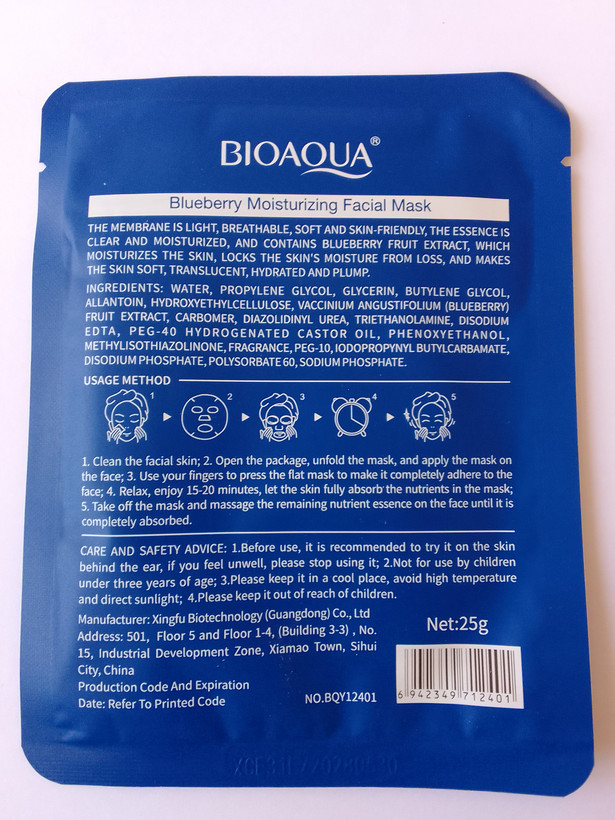 BIOAQUA®
Blueberry Moisturizing Facial Mask
THE MEMBRANE IS LIGHT, BREATHABLE, SOFT AND SKIN-FRIENDLY, THE ESSENCE IS
CLEAR AND MOISTURIZED, AND CONTAINS BLUEBERRY FRUIT EXTRACT, WHICH
MOISTURIZES THE SKIN, LOCKS THE SKIN'S MOISTURE FROM LOSS, AND MAKES
THE SKIN SOFT, TRANSLUCENT, HYDRATED AND PLUMP.
INGREDIENTS: WATER, PROPYLENE GLYCOL, GLYCERIN, BUTYLENE GLYCOL,
ALLANTOIN, HYDROXYETHYLCELLULOSE, VACCINIUM ANGUSTIFOLIUM (BLUEBERRY)
FRUIT EXTRACT, CARBOMER, DIAZOLIDINYL UREA, TRIETHANOLAMINE, DISODIUM
EDTA, PEG-40 HYDROGENATED CASTOR OIL, PHENOXYETHANOL,
METHYLISOTHIAZOLINONE, FRAGRANCE, PEG-10, IODOPROPYNYL BUTYLCARBAMATE,
DISODIUM PHOSPHATE, POLYSORBATE 60, SODIUM PHOSPHATE.
USAGE METHOD
1 2 3 4 5
1. Clean the facial skin; 2. Open the package, unfold the mask, and apply the mask on
the face; 3. Use your fingers to press the flat mask to make it completely adhere to the
face; 4. Relax, enjoy 15-20 minutes, let the skin fully absorb the nutrients in the mask;
5. Take off the mask and massage the remaining nutrient essence on the face until it is
completely absorbed.
CARE AND SAFETY ADVICE: 1.Before use, it is recommended to try it on the skin
behind the ear, if you feel unwell, please stop using it; 2.Not for use by children
under three years of age; 3.Please keep it in a cool place, avoid high temperature
and direct sunlight; 4.Please keep it out of reach of children.
Manufacturer: Xingfu Biotechnology (Guangdong) Co., Ltd
Address: 501, Floor 5 and Floor 1-4, (Building 3-3) , No.
15, Industrial Development Zone, Xiamao Town, Sihui
City, China
Production Code And Expiration
Date: Refer To Printed Code
NO.BQY12401
Net:25g
6 942349 712401